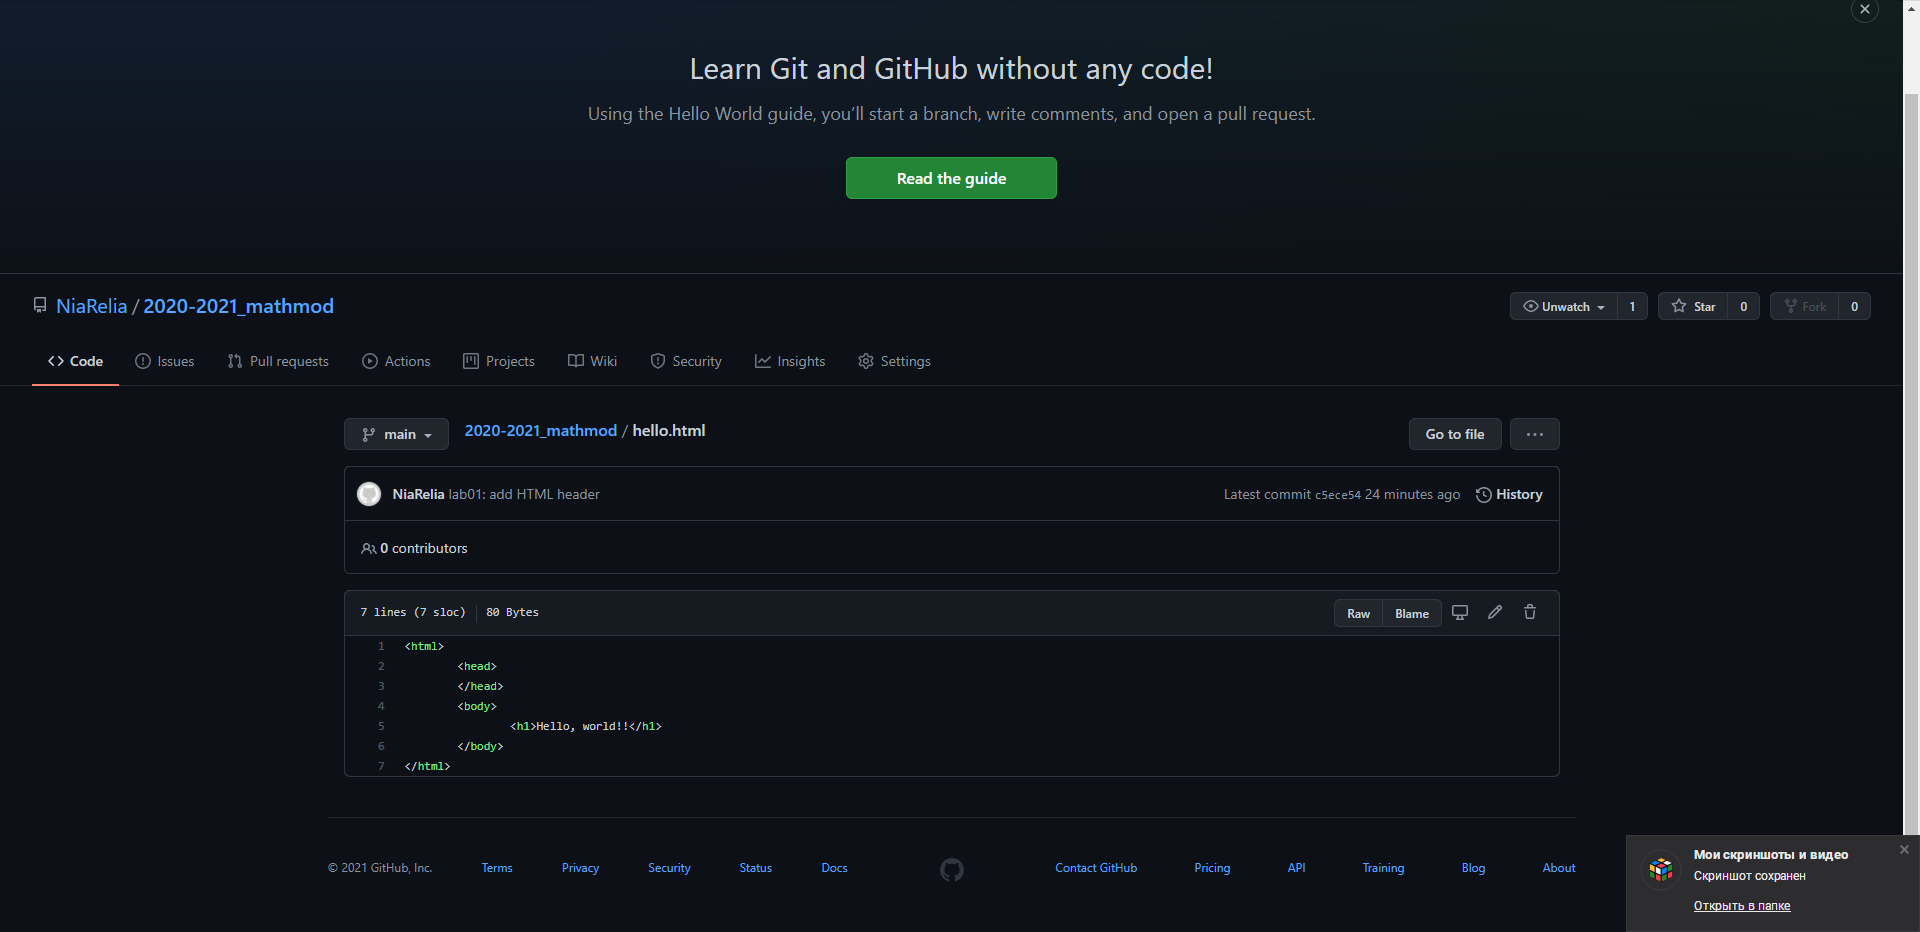 Learn Git and GitHub without any code!
Using the Hello World guide, you’ll start a branch, write comments, and open a pull request.
Read the guide
NiaRelia / 2020-2021_mathmod
Unwatch 1 Star 0 Fork 0
Code Issues Pull requests Actions Projects Wiki Security Insights Settings
main 2020-2021_mathmod / hello.html Go to file ...
NiaRelia lab01: add HTML header Latest commit c5ece54 24 minutes ago History
0 contributors
7 lines (7 sloc) 80 Bytes Raw Blame
1 <html>
2 <head>
3 </head>
4 <body>
5 <h1>Hello, world!!</h1>
6 </body>
7 </html>
© 2021 GitHub, Inc. Terms Privacy Security Status Docs Contact GitHub Pricing API Training Blog About
Мои скриншоты и видео
Скриншот сохранен
Открыть в папке